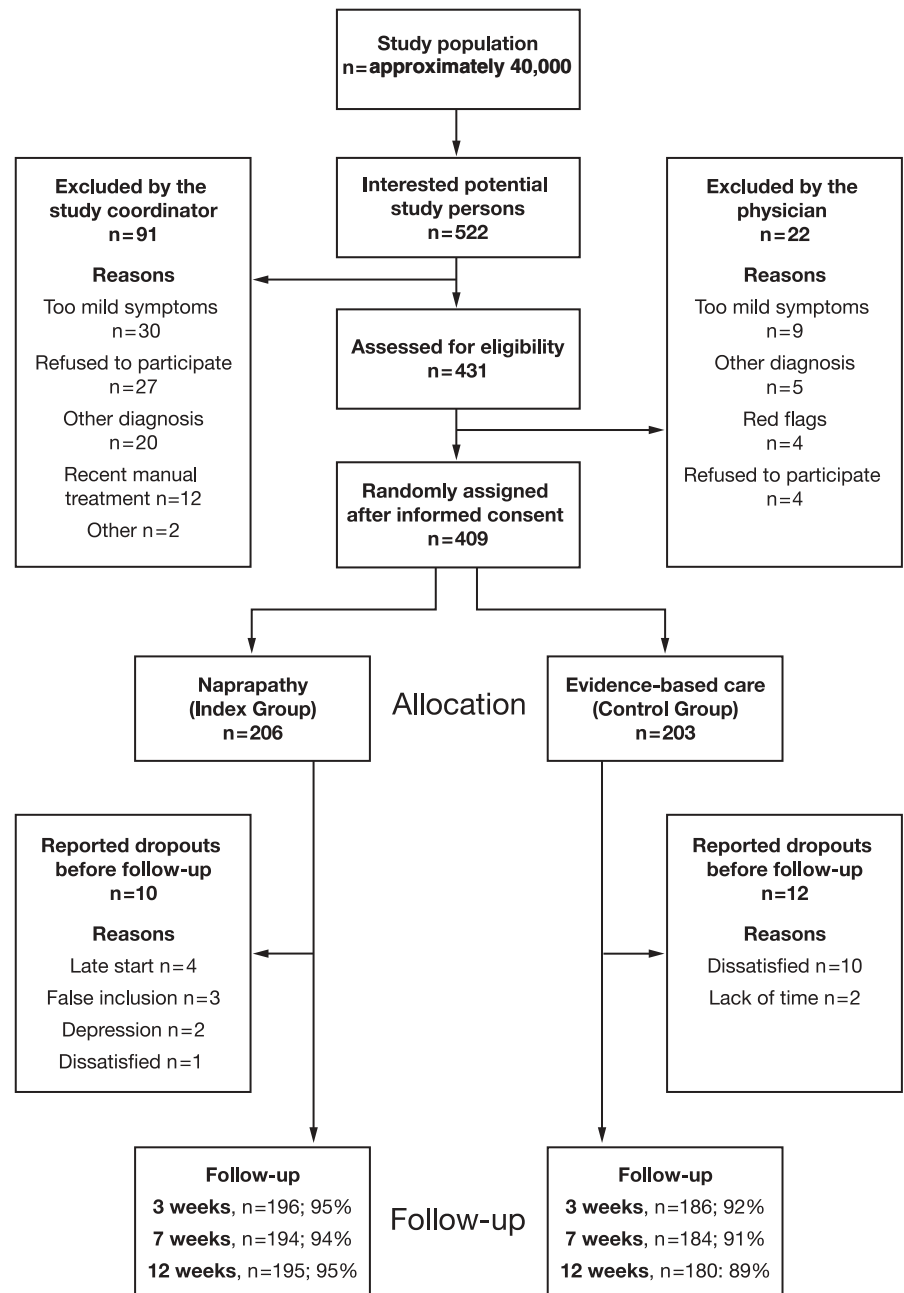 Study population
n=approximately 40,000
Interested potential
study persons
n=522
Excluded by the
study coordinator
n=91
Reasons
Too mild symptoms
n=30
Refused to participate
n=27
Other diagnosis
n=20
Recent manual
treatment n=12
Other n=2
Excluded by the
physician
n=22
Reasons
Too mild symptoms
n=9
Other diagnosis
n=5
Red flags
n=4
Refused to participate
n=4
Assessed for eligibility
n=431
Randomly assigned
after informed consent
n=409
Naprapathy
(Index Group)
n=206
Allocation
Evidence-based care
(Control Group)
n=203
Reported dropouts
before follow-up
n=10
Reasons
Late start n=4
False inclusion n=3
Depression n=2
Dissatisfied n=1
Reported dropouts
before follow-up
n=12
Reasons
Dissatisfied n=10
Lack of time n=2
Follow-up
3 weeks, n=196; 95%
7 weeks, n=194; 94%
12 weeks, n=195; 95%
Follow-up
Follow-up
3 weeks, n=186; 92%
7 weeks, n=184; 91%
12 weeks, n=180: 89%